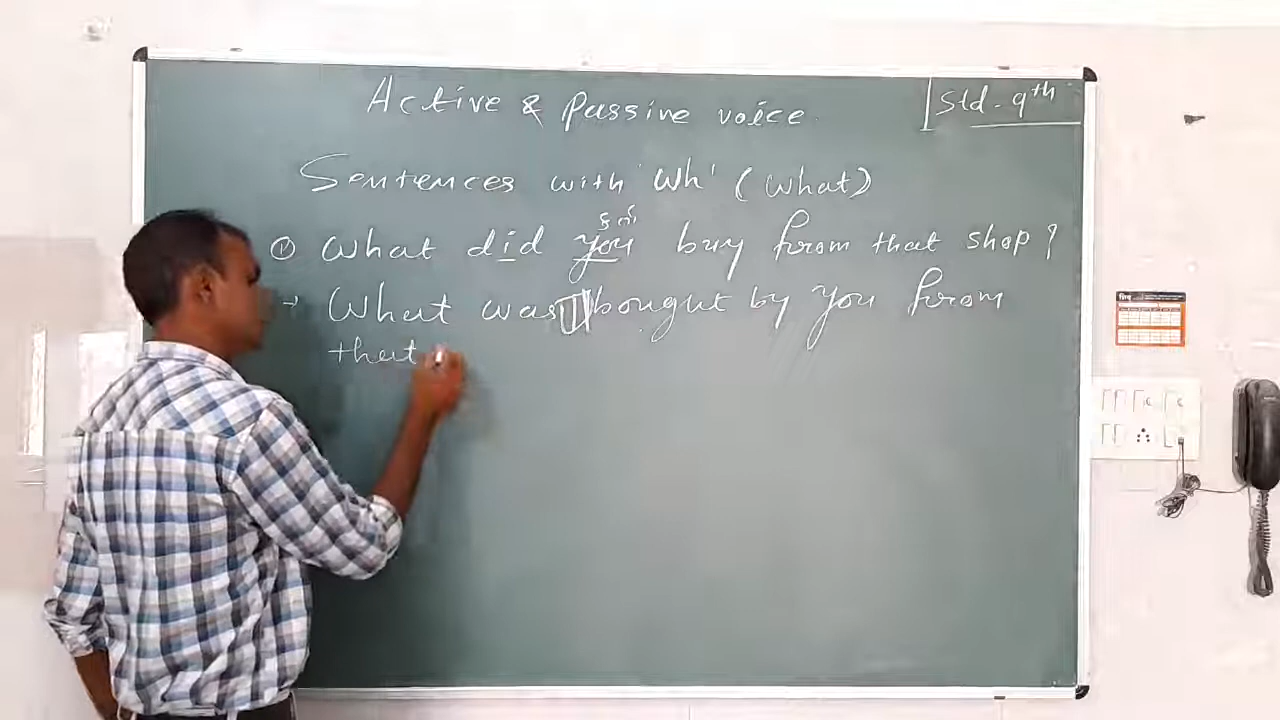 Active & Passive voice
Std. 9th
Sentences with 'Wh' (What)
① What did you buy from that shop?
→ What was bought by you from
that